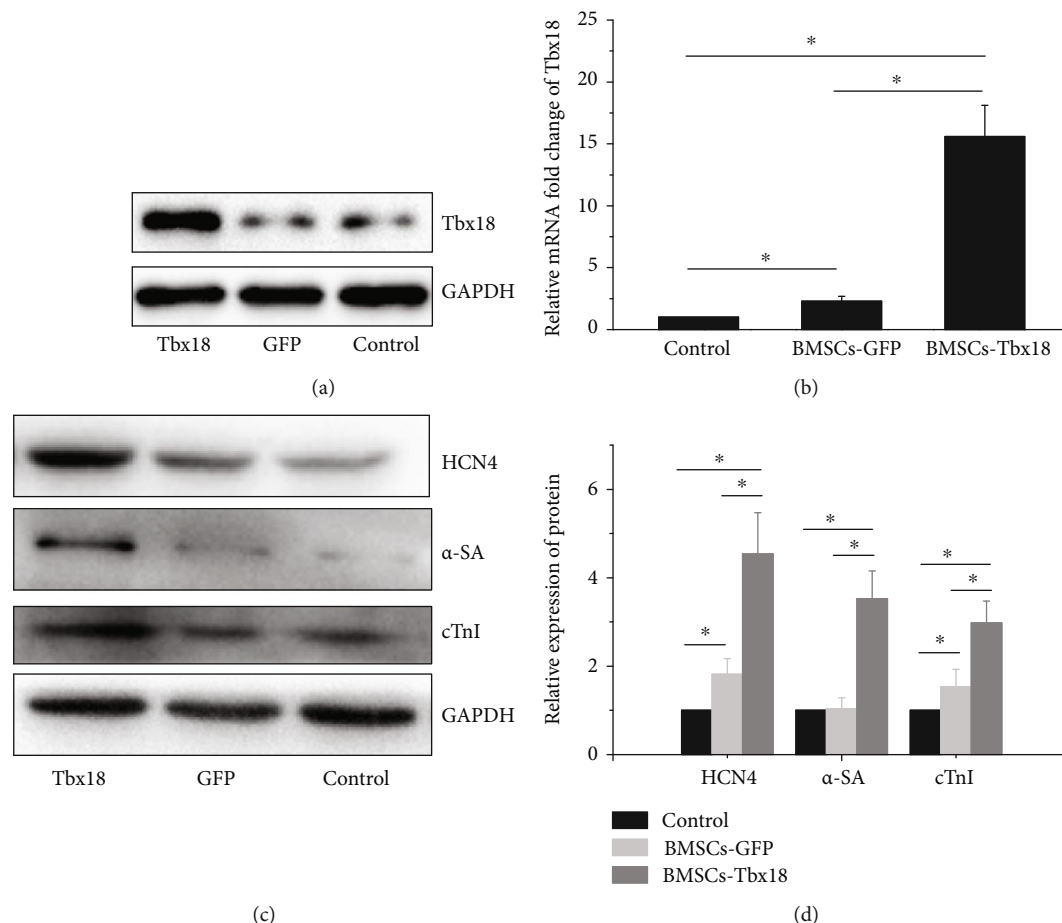 Tbx18
GAPDH
Tbx18 GFP Control
(a)
Relative mRNA fold change of Tbx18
25
20
15
10
5
0
*
*
*
Control BMSCs-GFP BMSCs-Tbx18
(b)
HCN4
α-SA
cTnI
GAPDH
Tbx18 GFP Control
(c)
Relative expression of protein
6
4
2
0
*
*
*
*
*
*
*
*
HCN4 α-SA cTnI
Control
BMSCs-GFP
BMSCs-Tbx18
(d)